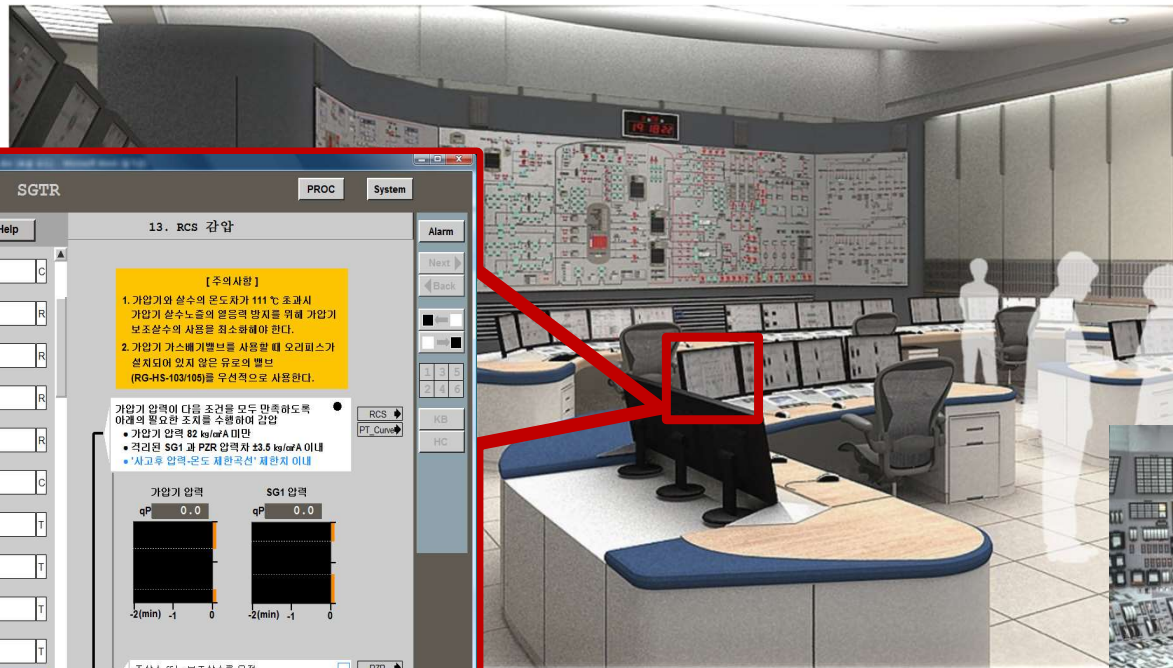 SGTR
PROC
System
Help
13. RCS 감압
Alarm
Next
Back
C
R
R
R
R
C
T
T
T
T
[ 주의사항 ]
1. 가압기와 살수의 온도차가 111 ℃ 초과시
가압기 살수노즐의 열응력 방지를 위해 가압기
보조살수의 사용을 최소화해야 한다.
2. 가압기 가스배기밸브를 사용할 때 오리피스가
설치되어 있지 않은 유로의 밸브
(RG-HS-103/105)를 우선적으로 사용한다.
1 3 5
2 4 6
KB
HC
가압기 압력이 다음 조건을 모두 만족하도록
아래의 필요한 조치를 수행하여 감압
• 가압기 압력 82 kg/㎠A 미만
• 격리된 SG1 과 PZR 압력차 ±3.5 kg/㎠A 이내
• '사고후 압력-온도 제한곡선' 제한치 이내
RCS
PT_Curve
가압기 압력
SG1 압력
qP 0.0
qP 0.0
-2(min) -1 0
-2(min) -1 0
PZR
19 18 22